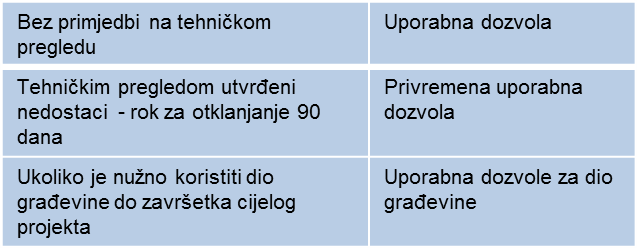 Bez primjedbi na tehničkom
pregledu
Uporabna dozvola
Tehničkim pregledom utvrđeni
nedostaci - rok za otklanjanje 90
dana
Privremena uporabna
dozvola
Ukoliko je nužno koristiti dio
građevine do završetka cijelog
projekta
Uporabna dozvole za dio
građevine